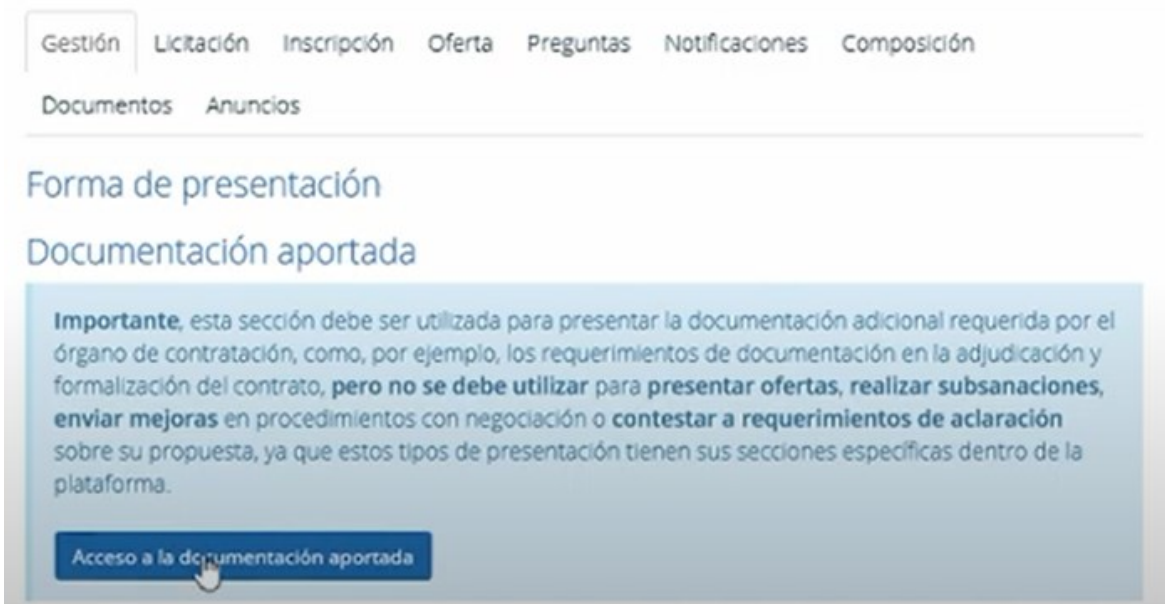 Gestión Licitación Inscripción Oferta Preguntas Notificaciones Composición
Documentos Anuncios
Forma de presentación
Documentación aportada
Importante, esta sección debe ser utilizada para presentar la documentación adicional requerida por el
órgano de contratación, como, por ejemplo, los requerimientos de documentación en la adjudicación y
formalización del contrato, pero no se debe utilizar para presentar ofertas, realizar subsanaciones,
enviar mejoras en procedimientos con negociación o contestar a requerimientos de aclaración
sobre su propuesta, ya que estos tipos de presentación tienen sus secciones específicas dentro de la
plataforma.
Acceso a la documentación aportada